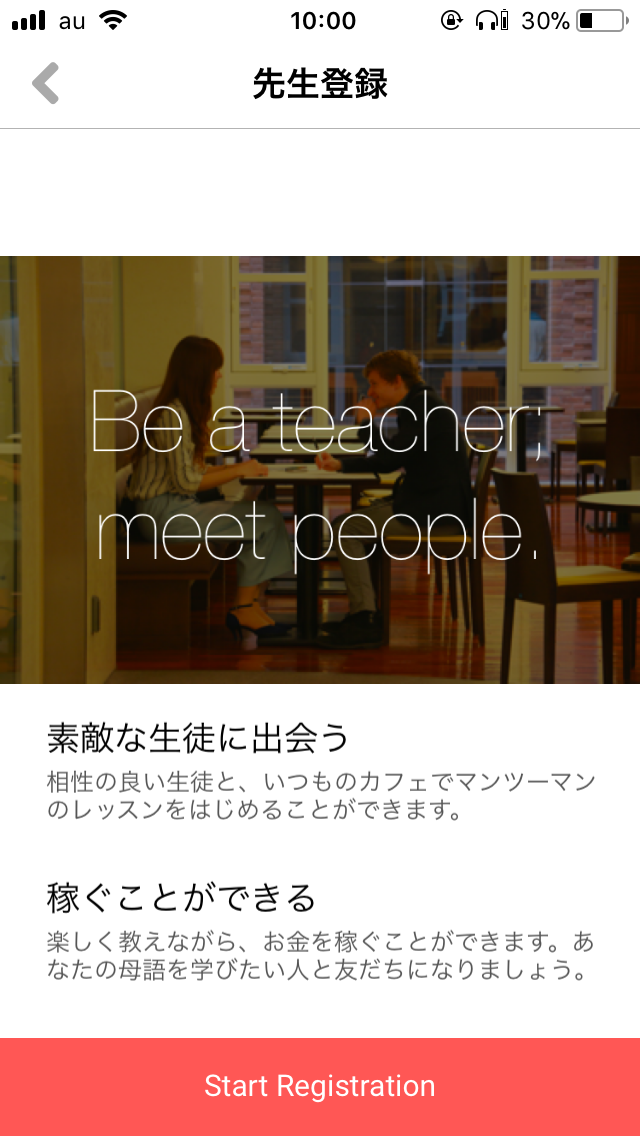 au 10:00 30%
先生登録
Be a teacher;
meet people.
素敵な生徒に出会う
相性の良い生徒と、いつものカフェでマンツーマン
のレッスンをはじめることができます。
稼ぐことができる
楽しく教えながら、お金を稼ぐことができます。あ
なたの母語を学びたい人と友だちになりましょう。
Start Registration